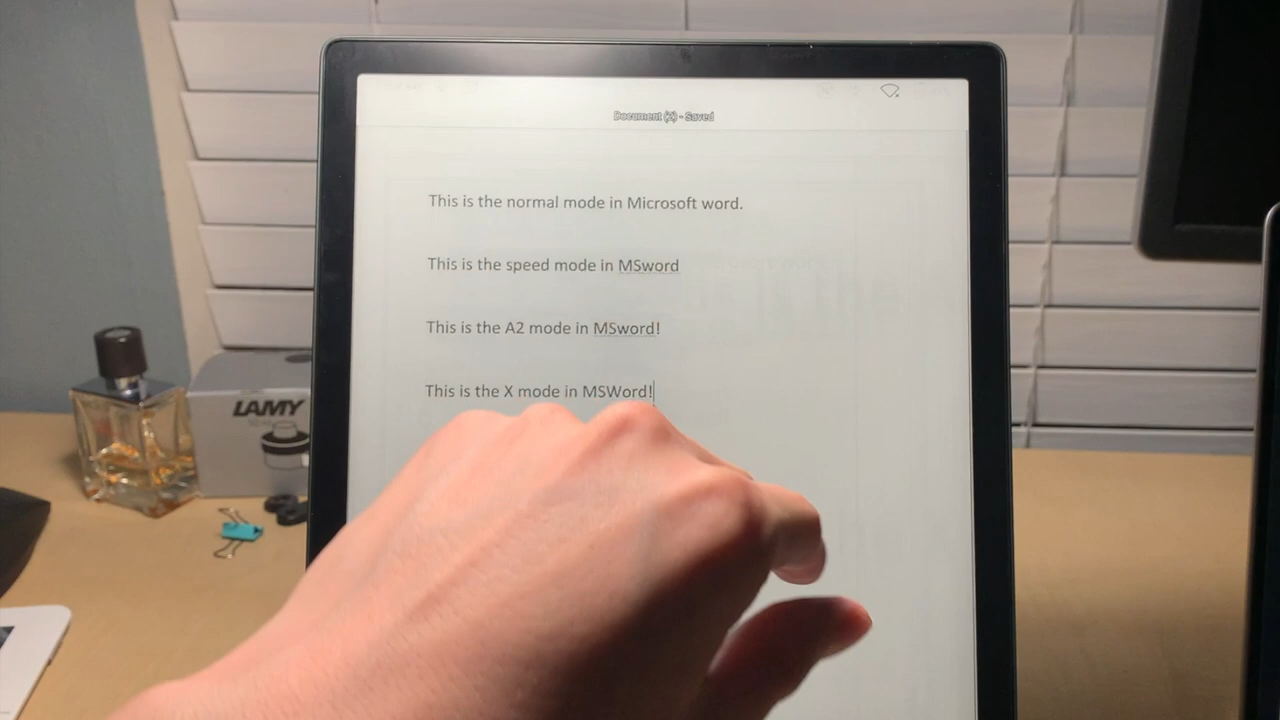 Document (2) - Saved
This is the normal mode in Microsoft word.
This is the speed mode in MSword
This is the A2 mode in MSword!
This is the X mode in MSWord!
LAMY